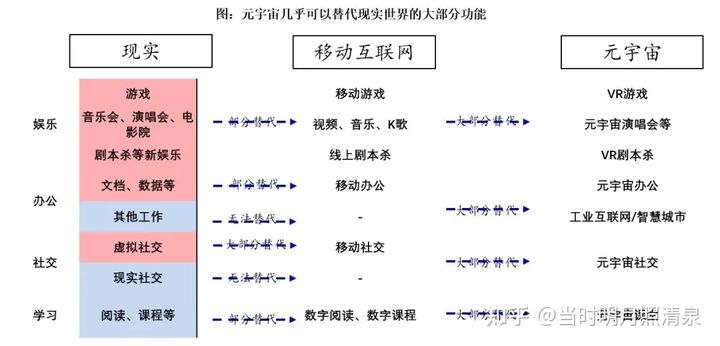 图：元宇宙几乎可以替代现实世界的大部分功能
现实 移动互联网 元宇宙
游戏 移动游戏 VR游戏
娱乐 音乐会、演唱会、电影院 部分替代 视频、音乐、K歌 大部分替代 元宇宙演唱会等
剧本杀等新娱乐 线上剧本杀 VR剧本杀
办公 文档、数据等 部分替代 移动办公 元宇宙办公
其他工作 无法替代 - 大部分替代 工业互联网/智慧城市
社交 虚拟社交 大部分替代 移动社交 大部分替代 元宇宙社交
现实社交 无法替代 -
学习 阅读、课程等 部分替代 数字阅读、数字课程 大部分替代
知乎 @当时明月照清泉